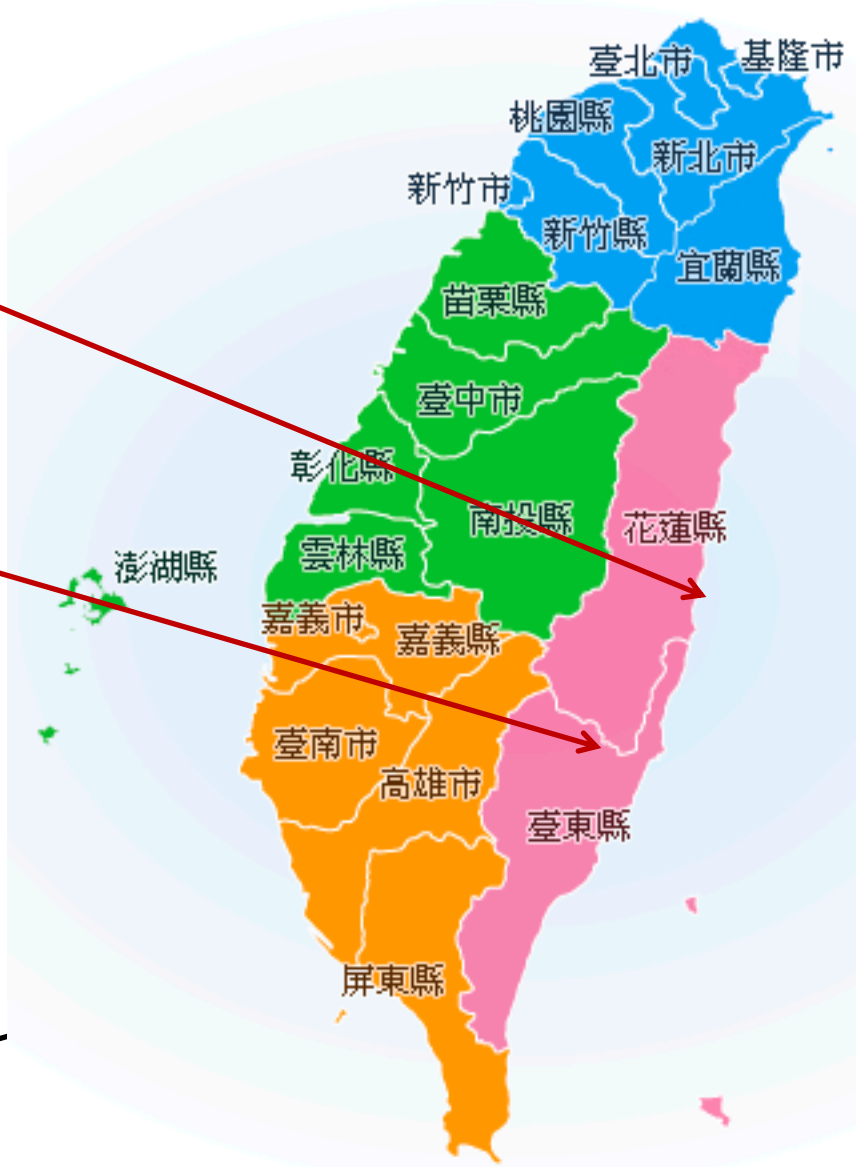 臺北市
基隆市
桃園縣
新北市
新竹市
新竹縣
宜蘭縣
苗栗縣
臺中市
彰化縣
南投縣
花蓮縣
雲林縣
澎湖縣
嘉義市
嘉義縣
臺南市
高雄市
臺東縣
屏東縣